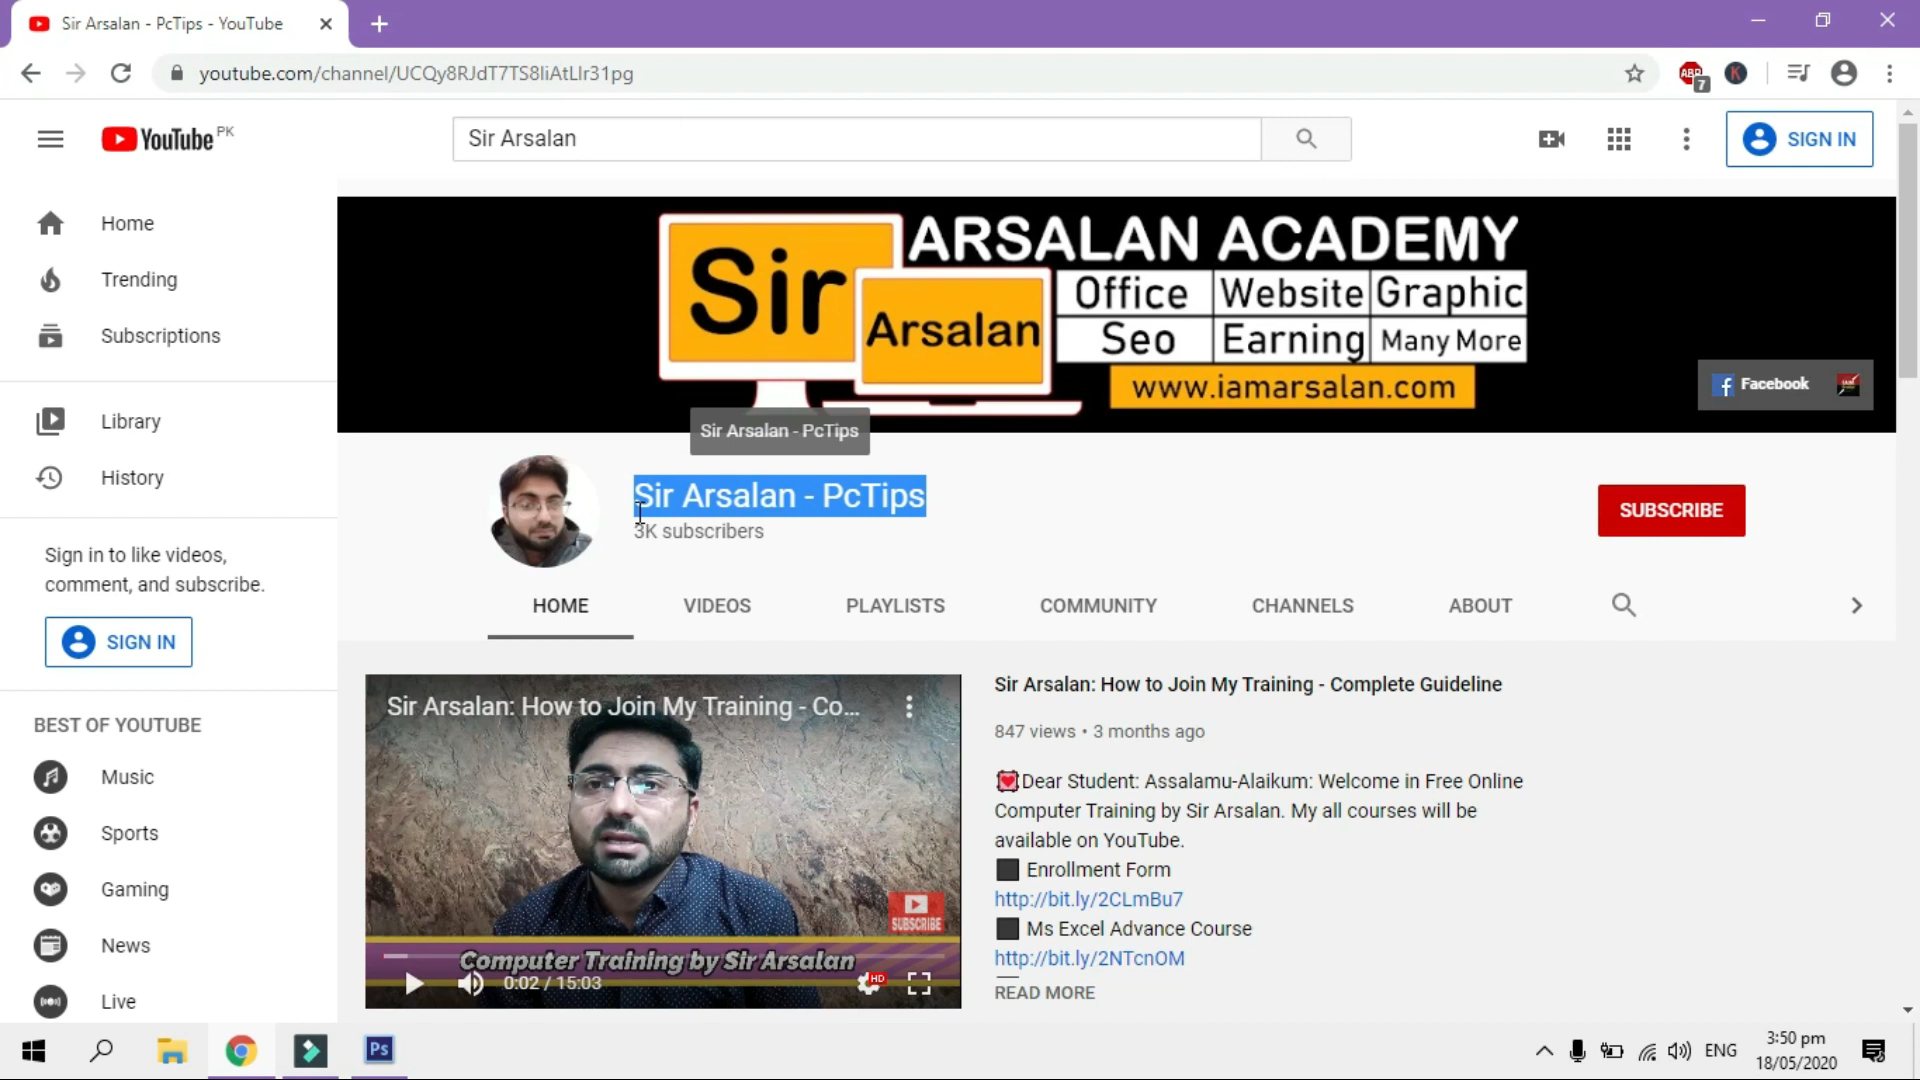 Sir Arsalan - PcTips - YouTube
youtube.com/channel/UCQy8RJdT7TS8IiAtLIr31pg
ABP
7
K
YouTube PK
Sir Arsalan
SIGN IN
Home
Trending
Subscriptions
Library
History
Sign in to like videos,
comment, and subscribe.
SIGN IN
BEST OF YOUTUBE
Music
Sports
Gaming
News
Live
Sir
Arsalan
ARSALAN ACADEMY
Office Website Graphic
Seo Earning Many More
www.iamarsalan.com
Facebook
Sir Arsalan - PcTips
Sir Arsalan - PcTips
3K subscribers
SUBSCRIBE
HOME VIDEOS PLAYLISTS COMMUNITY CHANNELS ABOUT
Sir Arsalan: How to Join My Training - Co...
SUBSCRIBE
Computer Training by Sir Arsalan
0:02 / 15:03
HD
Sir Arsalan: How to Join My Training - Complete Guideline
847 views • 3 months ago
💟Dear Student: Assalamu-Alaikum: Welcome in Free Online
Computer Training by Sir Arsalan. My all courses will be
available on YouTube.
⬛ Enrollment Form
http://bit.ly/2CLmBu7
⬛ Ms Excel Advance Course
http://bit.ly/2NTcnOM
READ MORE
Ps
ENG
3:50 pm
18/05/2020